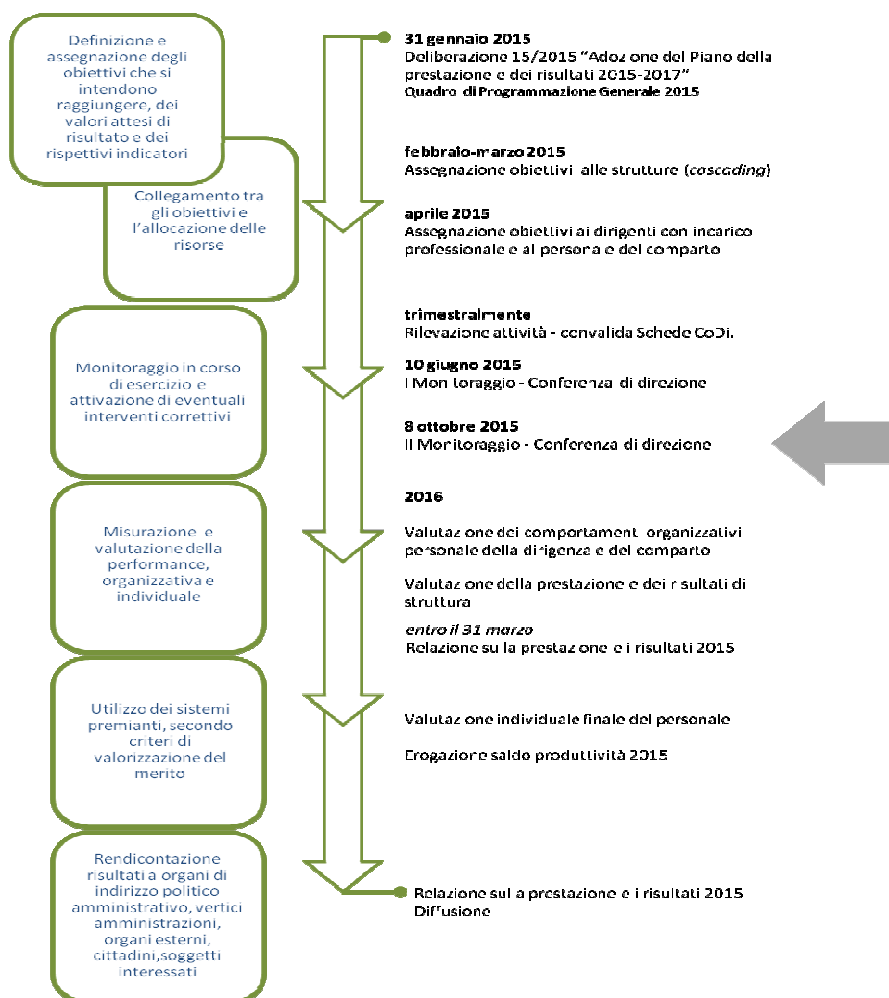 Definizione e
assegnazione degli
obiettivi che si
intendono
raggiungere, dei
valori attesi di
risultato e dei
rispettivi indicatori
Collegamento tra
gli obiettivi e
l'allocazione delle
risorse
Monitoraggio in corso
di esercizio e
attivazione di eventuali
interventi correttivi
Misurazione e
valutazione della
performance,
organizzativa e
individuale
Utilizzo dei sistemi
premianti, secondo
criteri di
valorizzazione del
merito
Rendicontazione
risultati a organi di
indirizzo politico
amministrativo, vertici
amministrazioni,
organi esterni,
cittadini,soggetti
interessati
31 gennaio 2015
Deliberazione 15/2015 "Adozione del Piano della
prestazione e dei risultati 2015-2017"
Quadro di Programmazione Generale 2015
febbraio-marzo 2015
Assegnazione obiettivi alle strutture (cascading)
aprile 2015
Assegnazione obiettivi ai dirigenti con incarico
professionale e al personale del comparto
trimestralmente
Rilevazione attività - convalida Schede CoDi.
10 giugno 2015
I Monitoraggio - Conferenza di direzione
8 ottobre 2015
II Monitoraggio - Conferenza di direzione
2016
Valutazione dei comportamenti organizzativi
personale della dirigenza e del comparto
Valutazione della prestazione e dei risultati di
struttura
entro il 31 marzo
Relazione sulla prestazione e i risultati 2015
Valutazione individuale finale del personale
Erogazione saldo produttività 2015
Relazione sulla prestazione e i risultati 2015
Diffusione